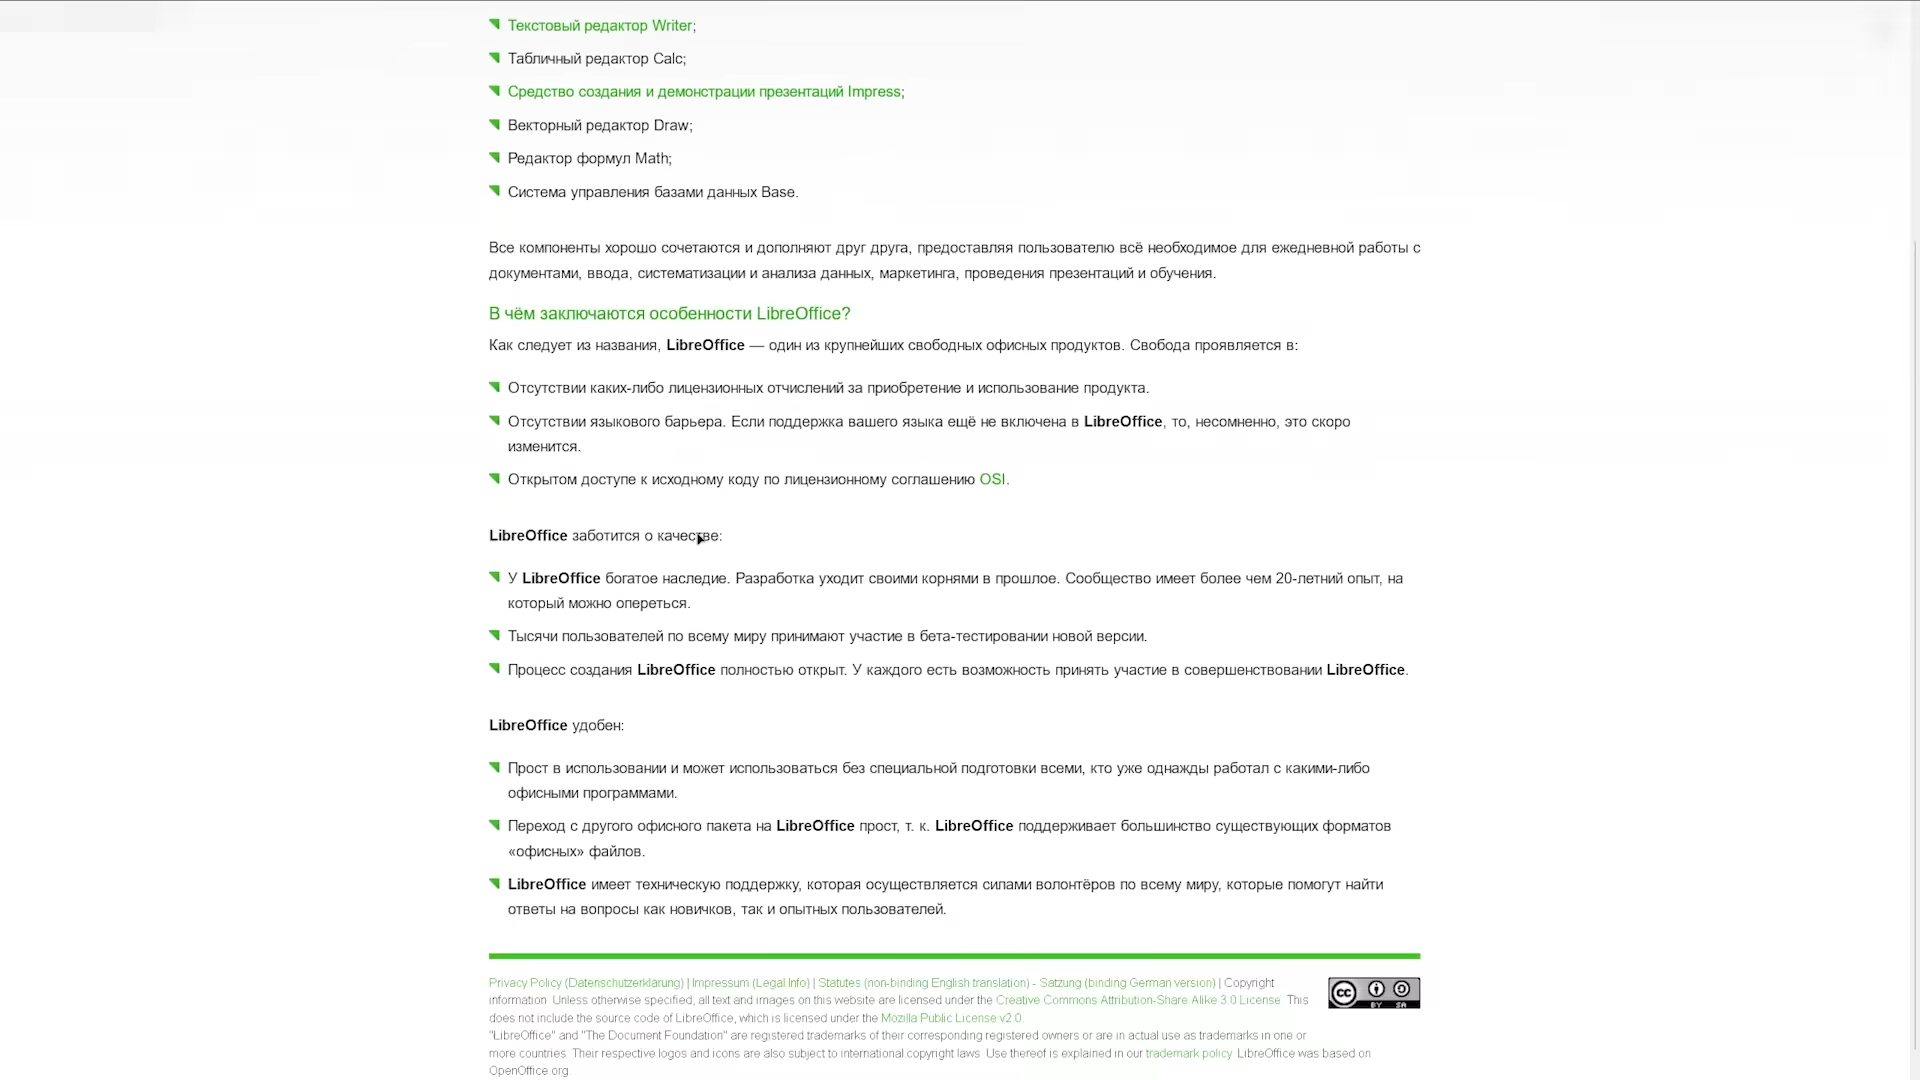 Текстовый редактор Writer;
Табличный редактор Calc;
Средство создания и демонстрации презентаций Impress;
Векторный редактор Draw;
Редактор формул Math;
Система управления базами данных Base.
Все компоненты хорошо сочетаются и дополняют друг друга, предоставляя пользователю всё необходимое для ежедневной работы с
документами, ввода, систематизации и анализа данных, маркетинга, проведения презентаций и обучения.
В чём заключаются особенности LibreOffice?
Как следует из названия, LibreOffice — один из крупнейших свободных офисных продуктов. Свобода проявляется в:
Отсутствии каких-либо лицензионных отчислений за приобретение и использование продукта.
Отсутствии языкового барьера. Если поддержка вашего языка ещё не включена в LibreOffice, то, несомненно, это скоро
изменится.
Открытом доступе к исходному коду по лицензионному соглашению OSI.
LibreOffice заботится о качестве:
У LibreOffice богатое наследие. Разработка уходит своими корнями в прошлое. Сообщество имеет более чем 20-летний опыт, на
который можно опереться.
Тысячи пользователей по всему миру принимают участие в бета-тестировании новой версии.
Процесс создания LibreOffice полностью открыт. У каждого есть возможность принять участие в совершенствовании LibreOffice.
LibreOffice удобен:
Прост в использовании и может использоваться без специальной подготовки всеми, кто уже однажды работал с какими-либо
офисными программами.
Переход с другого офисного пакета на LibreOffice прост, т. к. LibreOffice поддерживает большинство существующих форматов
«офисных» файлов.
LibreOffice имеет техническую поддержку, которая осуществляется силами волонтёров по всему миру, которые помогут найти
ответы на вопросы как новичков, так и опытных пользователей.
Privacy Policy (Datenschutzerklärung) | Impressum (Legal Info) | Statutes (non-binding English translation) - Satzung (binding German version) | Copyright
information: Unless otherwise specified, all text and images on this website are licensed under the Creative Commons Attribution-Share Alike 3.0 License. This
does not include the source code of LibreOffice, which is licensed under the Mozilla Public License v2.0.
"LibreOffice" and "The Document Foundation" are registered trademarks of their corresponding registered owners or are in actual use as trademarks in one or
more countries. Their respective logos and icons are also subject to international copyright laws. Use thereof is explained in our trademark policy. LibreOffice was based on
OpenOffice.org.
cc BY SA